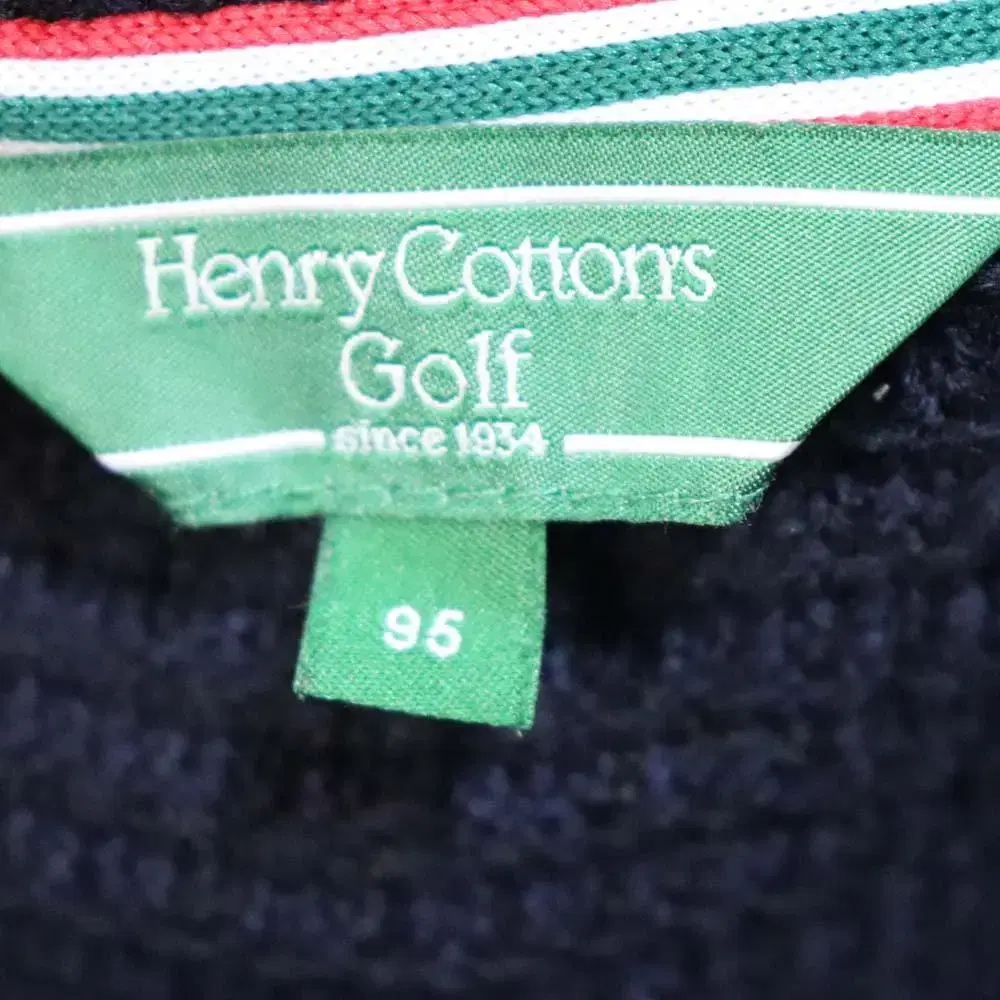 Henry Cotton's
Golf
since 1934
95